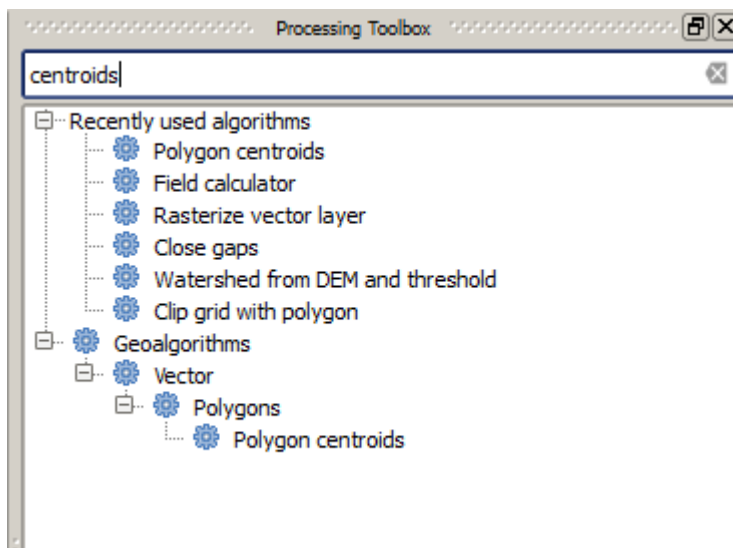 Processing Toolbox
centroids
Recently used algorithms
Polygon centroids
Field calculator
Rasterize vector layer
Close gaps
Watershed from DEM and threshold
Clip grid with polygon
Geoalgorithms
Vector
Polygons
Polygon centroids